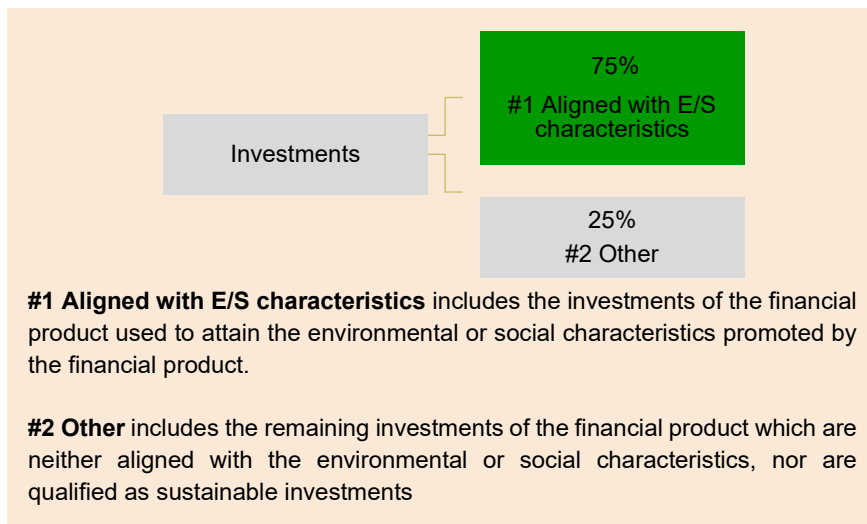 75%
#1 Aligned with E/S
characteristics
Investments
25%
#2 Other
#1 Aligned with E/S characteristics includes the investments of the financial
product used to attain the environmental or social characteristics promoted by
the financial product.
#2 Other includes the remaining investments of the financial product which are
neither aligned with the environmental or social characteristics, nor are
qualified as sustainable investments